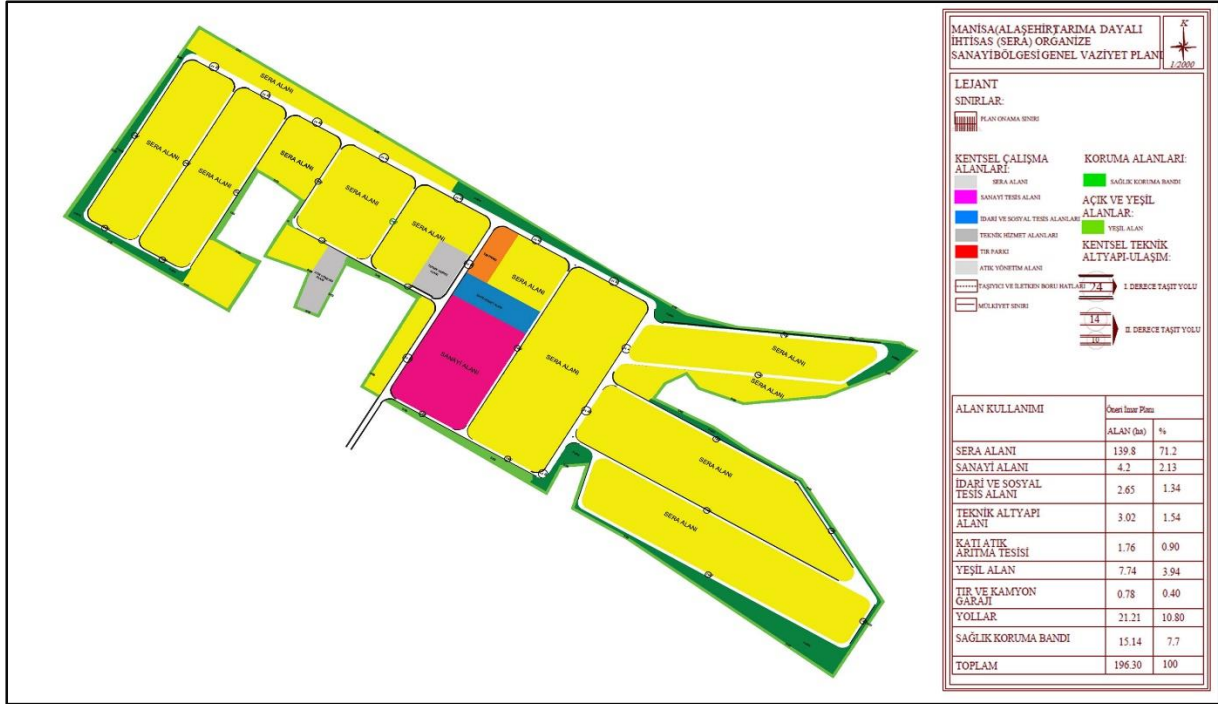 SERA ALANI
SERA ALANI
SERA ALANI
SERA ALANI
SERA ALANI
SERA ALANI
SERA ALANI
SANAYİ ALANI
SERA ALANI
SERA ALANI
SERA ALANI
SERA ALANI
SERA ALANI
MANİSA(ALAŞEHİR)TARIMA DAYALI
İHTİSAS (SERA) ORGANİZE
SANAYİBÖLGESİGENEL VAZİYET PLANI
K
1/2000
LEJANT
SINIRLAR:
PLAN ONAMA SINIRI
KENTSEL ÇALIŞMA
ALANLARI:
SERA ALANI
SANAYİ TESİS ALANI
İDARİ VE SOSYAL TESİS ALANLARI
TEKNİK HİZMET ALANLARI
TIR PARKI
ATIK YÖNETİM ALANI
TAŞIYICI VE İLETKEN BORU HATLARI
MÜLKİYET SINIRI
KORUMA ALANLARI:
SAĞLIK KORUMA BANDI
AÇIK VE YEŞİL
ALANLAR:
YEŞİL ALAN
KENTSEL TEKNİK
ALTYAPI-ULAŞIM:
24
I. DERECE TAŞIT YOLU
14
10
II. DERECE TAŞIT YOLU
ALAN KULLANIMI Öneri İmar Planı
ALAN (ha) %
SERA ALANI 139.8 71.2
SANAYİ ALANI 4.2 2.13
İDARİ VE SOSYAL
TESİS ALANI 2.65 1.34
TEKNİK ALTYAPI
ALANI 3.02 1.54
KATI ATIK
ARITMA TESİSİ 1.76 0.90
YEŞİL ALAN 7.74 3.94
TIR VE KAMYON
GARAJI 0.78 0.40
YOLLAR 21.21 10.80
SAĞLIK KORUMA BANDI 15.14 7.7
TOPLAM 196.30 100